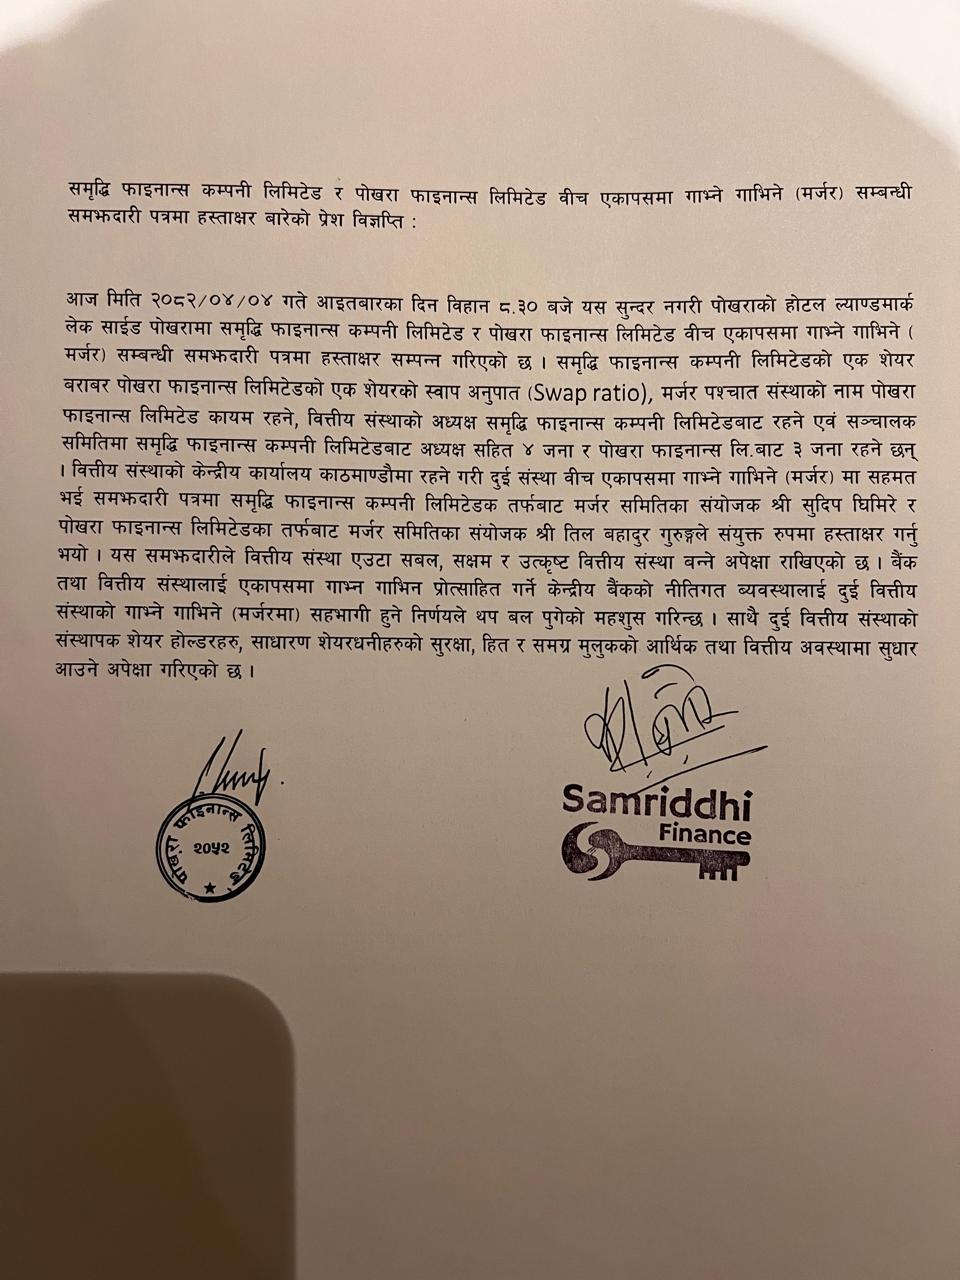 समृद्धि फाइनान्स कम्पनी लिमिटेड र पोखरा फाइनान्स लिमिटेड वीच एकापसमा गाभ्ने गाभिने (मर्जर) सम्बन्धी
समझदारी पत्रमा हस्ताक्षर बारेको प्रेश विज्ञप्ति :
आज मिति २०८२/०४/०४ गते आइतबारका दिन विहान ८.३० बजे यस सुन्दर नगरी पोखराको होटल ल्याण्डमार्क
लेक साईड पोखरामा समृद्धि फाइनान्स कम्पनी लिमिटेड र पोखरा फाइनान्स लिमिटेड वीच एकापसमा गाभ्ने गाभिने (
मर्जर) सम्बन्धी समझदारी पत्रमा हस्ताक्षर सम्पन्न गरिएको छ । समृद्धि फाइनान्स कम्पनी लिमिटेडको एक शेयर
बराबर पोखरा फाइनान्स लिमिटेडको एक शेयरको स्वाप अनुपात (Swap ratio), मर्जर पश्चात संस्थाको नाम पोखरा
फाइनान्स लिमिटेड कायम रहने, वित्तीय संस्थाको अध्यक्ष समृद्धि फाइनान्स कम्पनी लिमिटेडबाट रहने एवं सञ्चालक
समितिमा समृद्धि फाइनान्स कम्पनी लिमिटेडबाट अध्यक्ष सहित ४ जना र पोखरा फाइनान्स लि.बाट ३ जना रहने छन्
। वित्तीय संस्थाको केन्द्रीय कार्यालय काठमाण्डौमा रहने गरी दुई संस्था वीच एकापसमा गाभ्ने गाभिने (मर्जर) मा सहमत
भई समझदारी पत्रमा समृद्धि फाइनान्स कम्पनी लिमिटेडक तर्फबाट मर्जर समितिका संयोजक श्री सुदिप घिमिरे र
पोखरा फाइनान्स लिमिटेडका तर्फबाट मर्जर समितिका संयोजक श्री तिल बहादुर गुरुङ्गले संयुक्त रुपमा हस्ताक्षर गर्नु
भयो । यस समझदारीले वित्तीय संस्था एउटा सबल, सक्षम र उत्कृष्ट वित्तीय संस्था बन्ने अपेक्षा राखिएको छ । बैंक
तथा वित्तीय संस्थालाई एकापसमा गाभ्न गाभिन प्रोत्साहित गर्ने केन्द्रीय बैंकको नीतिगत ब्यवस्थालाई दुई वित्तीय
संस्थाको गाभ्ने गाभिने (मर्जरमा) सहभागी हुने निर्णयले थप बल पुगेको महशुस गरिन्छ । साथै दुई वित्तीय संस्थाको
संस्थापक शेयर होल्डरहरु, साधारण शेयरधनीहरुको सुरक्षा, हित र समग्र मुलुकको आर्थिक तथा वित्तीय अवस्थामा सुधार
आउने अपेक्षा गरिएको छ ।
पोखरा फाइनान्स लिमिटेड
२०५२
Samriddhi
Finance